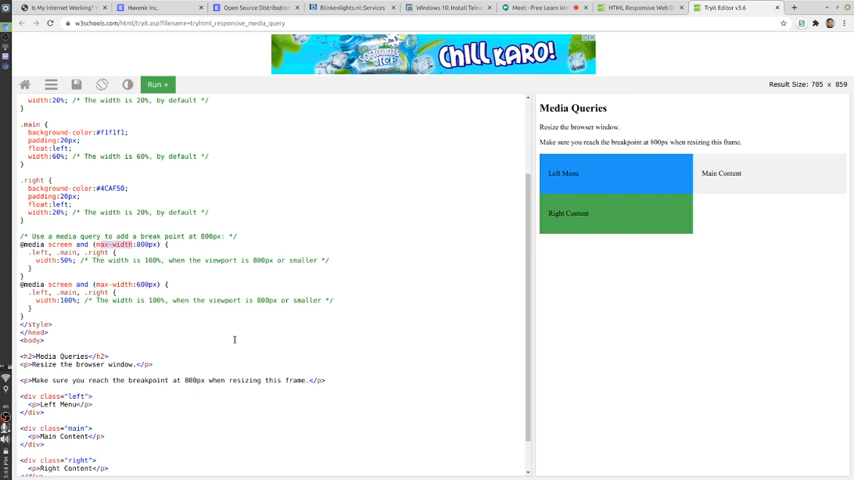 Is My Internet Working?
Havenir Inc.
Open Source Distribution
Blinkenlights.nl::Services
Windows 10: Install Telne
Meet - Free Learn We
HTML Responsive Web D
Tryit Editor v3.6
w3schools.com/html/tryit.asp?filename=tryhtml_responsive_media_query
ICE
CHILL KARO!
Run »
Result Size: 705 x 859
width:20%; /* The width is 20%, by default */
}
.main {
background-color:#f1f1f1;
padding:20px;
float:left;
width:60%; /* The width is 60%, by default */
}
.right {
background-color:#4CAF50;
padding:20px;
float:left;
width:20%; /* The width is 20%, by default */
}
/* Use a media query to add a break point at 800px: */
@media screen and (max-width:800px) {
.left, .main, .right {
width:50%; /* The width is 100%, when the viewport is 800px or smaller */
}
}
@media screen and (max-width:600px) {
.left, .main, .right {
width:100%; /* The width is 100%, when the viewport is 800px or smaller */
}
}
</style>
</head>
<body>
<h2>Media Queries</h2>
<p>Resize the browser window.</p>
<p>Make sure you reach the breakpoint at 800px when resizing this frame.</p>
<div class="left">
<p>Left Menu</p>
</div>
<div class="main">
<p>Main Content</p>
</div>
<div class="right">
<p>Right Content</p>
Media Queries
Resize the browser window.
Make sure you reach the breakpoint at 800px when resizing this frame.
Left Menu
Main Content
Right Content
3:44 PM